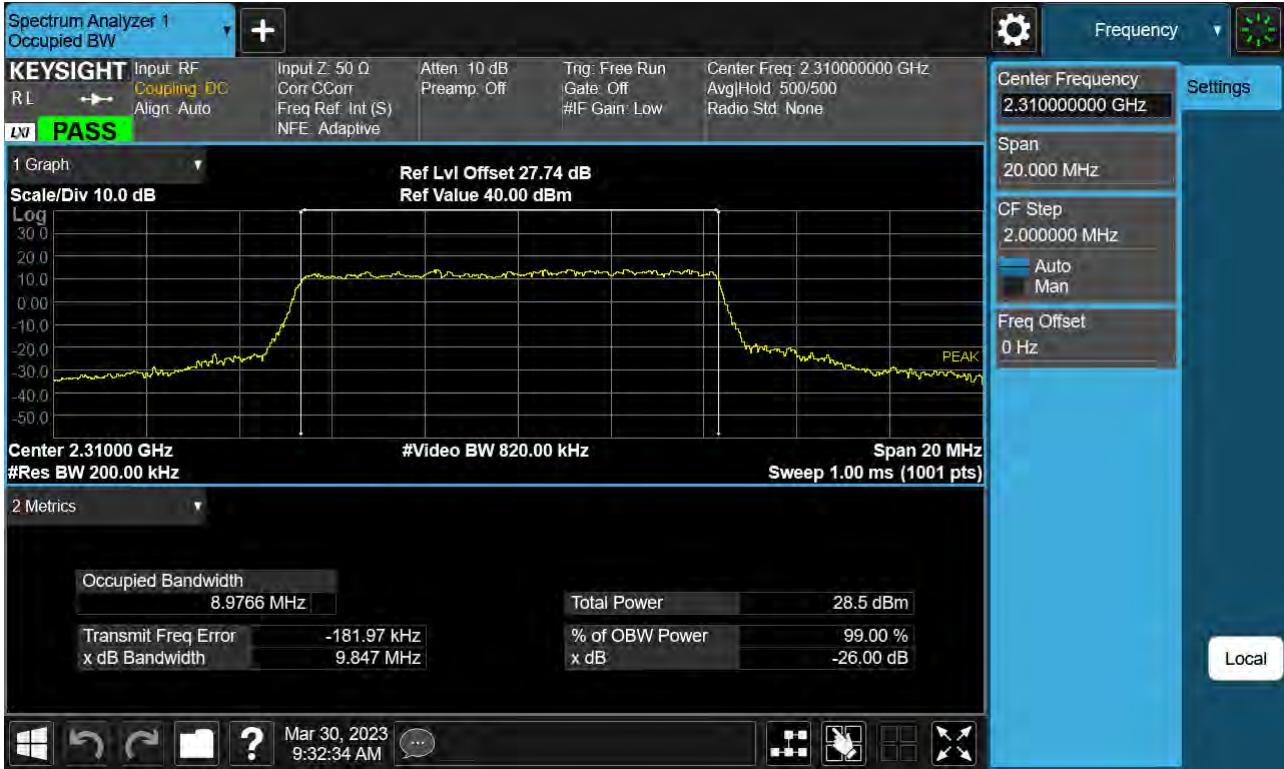 Spectrum Analyzer 1
Occupied BW
Frequency
KEYSIGHT
R L
LXI PASS
Input: RF
Coupling: DC
Align: Auto
Input Z: 50 Ω
Corr CCorr
Freq Ref: Int (S)
NFE: Adaptive
Atten: 10 dB
Preamp: Off
Trig: Free Run
Gate: Off
#IF Gain: Low
Center Freq: 2.310000000 GHz
Avg|Hold: 500/500
Radio Std: None
Center Frequency
2.310000000 GHz
Settings
Span
20.000 MHz
CF Step
2.000000 MHz
Auto
Man
Freq Offset
0 Hz
Local
1 Graph
Scale/Div 10.0 dB
Ref Lvl Offset 27.74 dB
Ref Value 40.00 dBm
Log
30.0
20.0
10.0
0.00
-10.0
-20.0
-30.0
-40.0
-50.0
PEAK
Center 2.31000 GHz
#Video BW 820.00 kHz
Span 20 MHz
#Res BW 200.00 kHz
Sweep 1.00 ms (1001 pts)
2 Metrics
Occupied Bandwidth
8.9766 MHz
Total Power 28.5 dBm
Transmit Freq Error -181.97 kHz
% of OBW Power 99.00 %
x dB Bandwidth 9.847 MHz
x dB -26.00 dB
?
Mar 30, 2023
9:32:34 AM